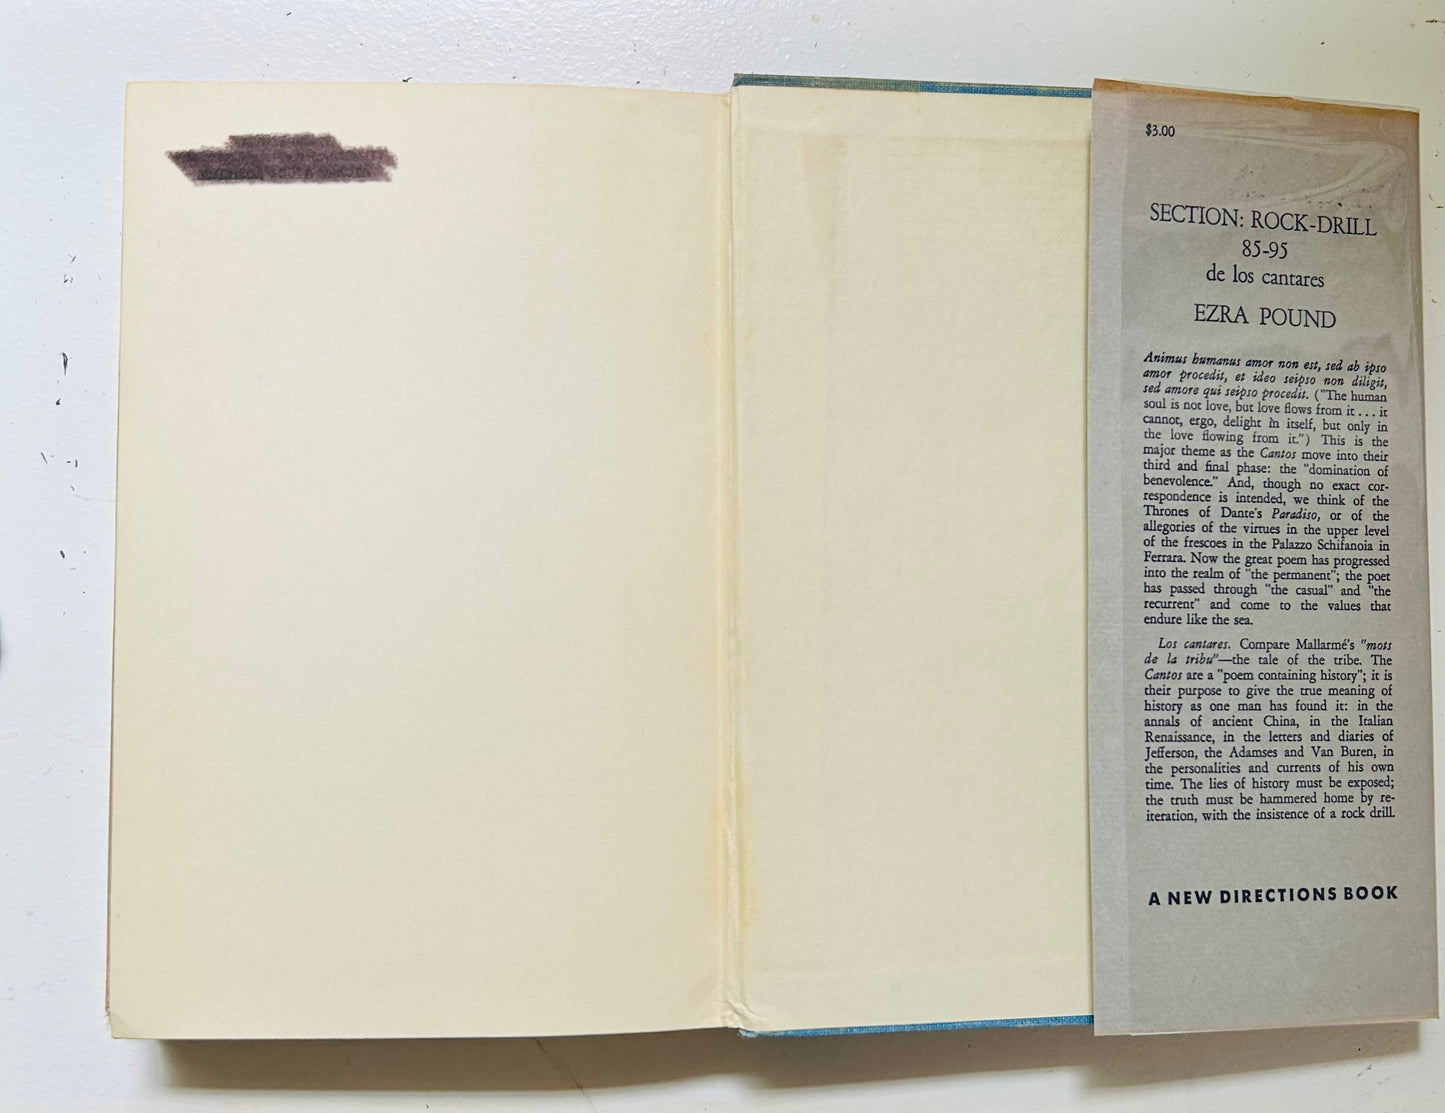 $3.00
SECTION: ROCK-DRILL
85-95
de los cantares
EZRA POUND
Animus humanus amor non est, sed ab ipso
amor procedit, et ideo seipso non diligit,
sed amore qui seipso procedit. ("The human
soul is not love, but love flows from it . . . it
cannot, ergo, delight in itself, but only in
the love flowing from it.") This is the
major theme as the Cantos move into their
third and final phase: the "domination of
benevolence." And, though no exact cor-
respondence is intended, we think of the
Thrones of Dante's Paradiso, or of the
allegories of the virtues in the upper level
of the frescoes in the Palazzo Schifanoia in
Ferrara. Now the great poem has progressed
into the realm of "the permanent"; the poet
has passed through "the casual" and "the
recurrent" and come to the values that
endure like the sea.
Los cantares. Compare Mallarmé's "mots
de la tribu"—the tale of the tribe. The
Cantos are a "poem containing history"; it is
their purpose to give the true meaning of
history as one man has found it: in the
annals of ancient China, in the Italian
Renaissance, in the letters and diaries of
Jefferson, the Adamses and Van Buren, in
the personalities and currents of his own
time. The lies of history must be exposed;
the truth must be hammered home by re-
iteration, with the insistence of a rock drill.
A NEW DIRECTIONS BOOK